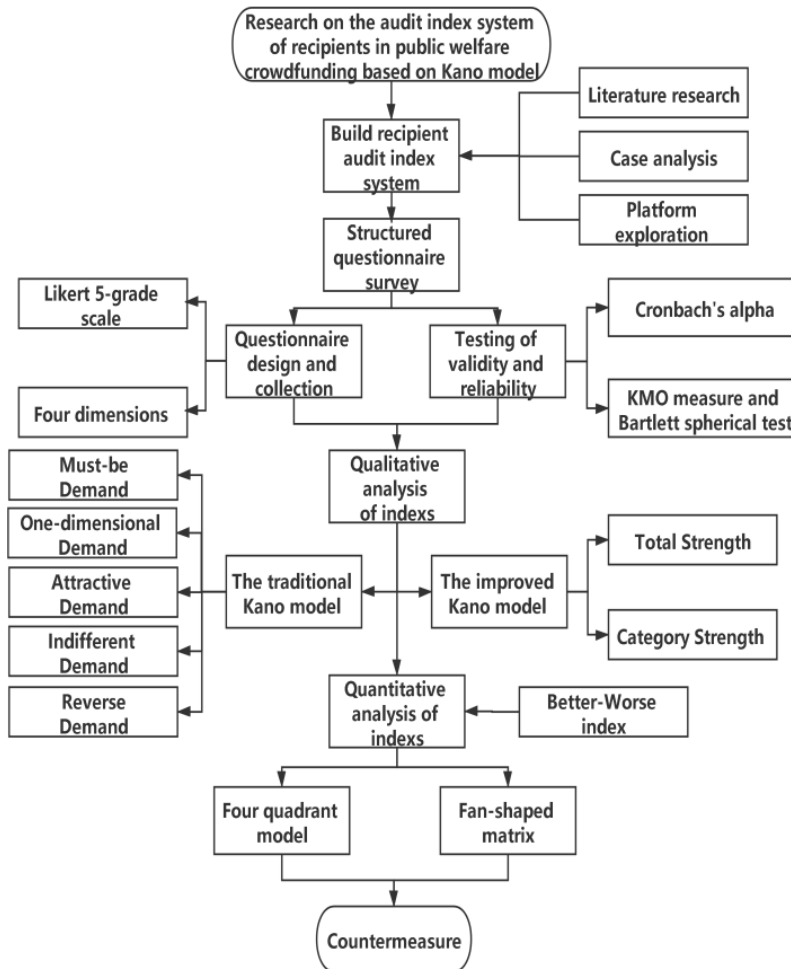 Research on the audit index system
of recipients in public welfare
crowdfunding based on Kano model
Literature research
Build recipient
audit index
system
Case analysis
Platform
exploration
Structured
questionnaire
survey
Likert 5-grade
scale
Cronbach's alpha
Questionnaire
design and
collection
Testing of
validity and
reliability
Four dimensions
KMO measure and
Bartlett spherical test
Must-be
Demand
Qualitative
analysis
of indexs
One-dimensional
Demand
Total Strength
Attractive
Demand
The traditional
Kano model
The improved
Kano model
Indifferent
Demand
Category Strength
Reverse
Demand
Quantitative
analysis of
indexs
Better-Worse
index
Four quadrant
model
Fan-shaped
matrix
Countermeasure